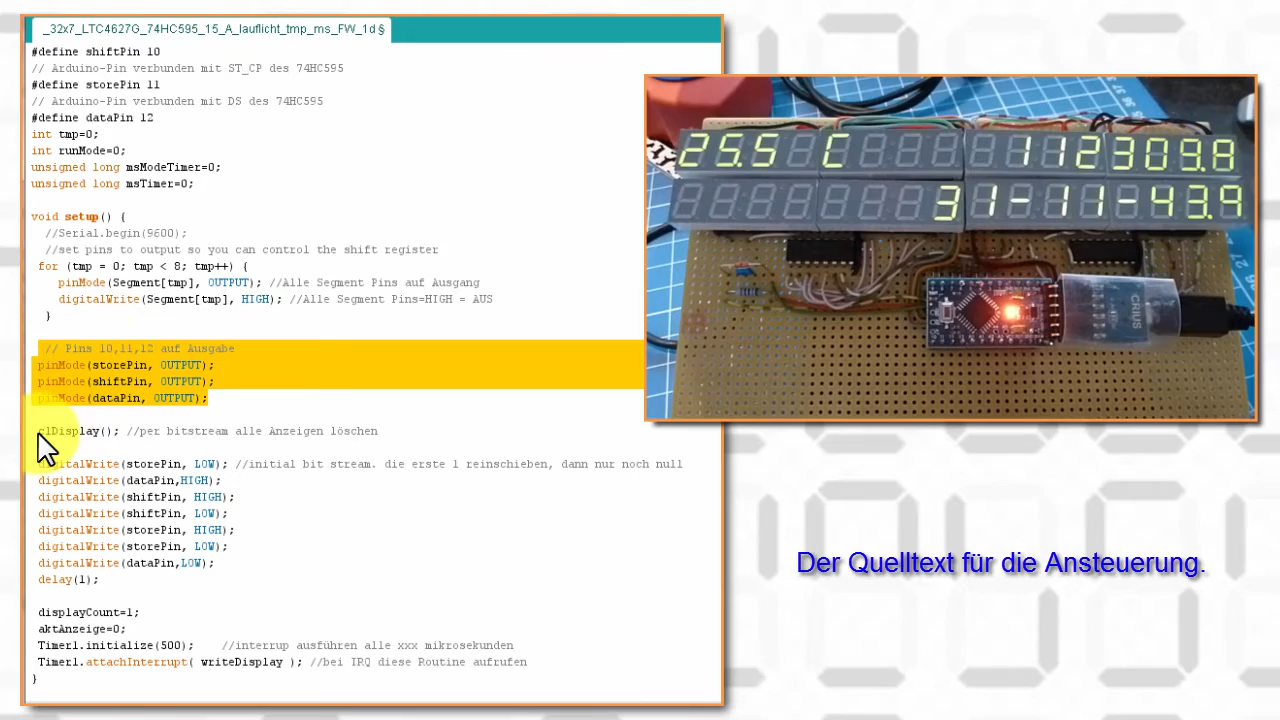 _32x7_LTC4627G_74HC595_15_A_lauflicht_tmp_ms_FW_1d §
#define shiftPin 10
// Arduino-Pin verbunden mit ST_CP des 74HC595
#define storePin 11
// Arduino-Pin verbunden mit DS des 74HC595
#define dataPin 12
int tmp=0;
int runMode=0;
unsigned long msModeTimer=0;
unsigned long msTimer=0;
void setup() {
//Serial.begin(9600);
//set pins to output so you can control the shift register
for (tmp = 0; tmp < 8; tmp++) {
pinMode(Segment[tmp], OUTPUT); //Alle Segment Pins auf Ausgang
digitalWrite(Segment[tmp], HIGH); //Alle Segment Pins=HIGH = AUS
}
// Pins 10,11,12 auf Ausgabe
pinMode(storePin, OUTPUT);
pinMode(shiftPin, OUTPUT);
pinMode(dataPin, OUTPUT);
clDisplay(); //per bitstream alle Anzeigen löschen
digitalWrite(storePin, LOW); //initial bit stream. die erste 1 reinschieben, dann nur noch null
digitalWrite(dataPin,HIGH);
digitalWrite(shiftPin, HIGH);
digitalWrite(shiftPin, LOW);
digitalWrite(storePin, HIGH);
digitalWrite(storePin, LOW);
digitalWrite(dataPin,LOW);
delay(1);
displayCount=1;
aktAnzeige=0;
Timer1.initialize(500); //interrup ausführen alle xxx mikrosekunden
Timer1.attachInterrupt( writeDisplay ); //bei IRQ diese Routine aufrufen
}
25.5 C 112309.8
31-11-43.9
CRIUS
Der Quelltext für die Ansteuerung.